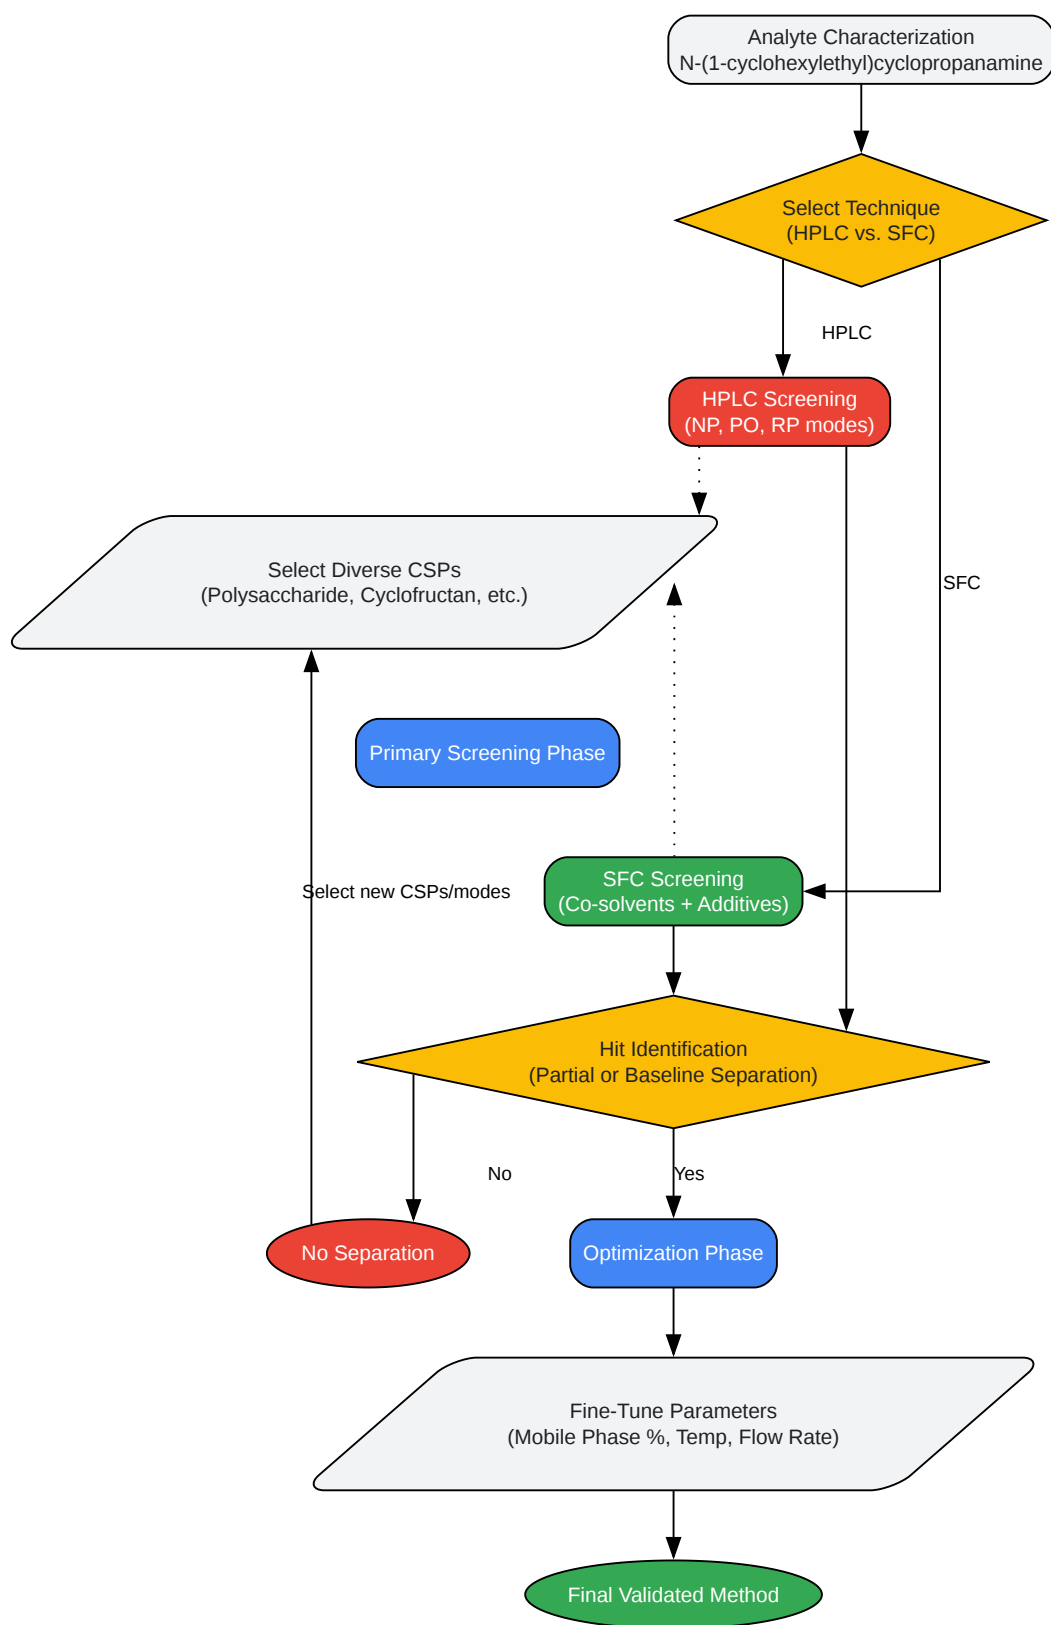 Analyte Characterization
N-(1-cyclohexylethyl)cyclopropanamine
Select Technique
(HPLC vs. SFC)
HPLC
HPLC Screening
(NP, PO, RP modes)
Select Diverse CSPs
(Polysaccharide, Cyclofructan, etc.)
SFC
Primary Screening Phase
Select new CSPs/modes
SFC Screening
(Co-solvents + Additives)
Hit Identification
(Partial or Baseline Separation)
No
Yes
No Separation
Optimization Phase
Fine-Tune Parameters
(Mobile Phase %, Temp, Flow Rate)
Final Validated Method